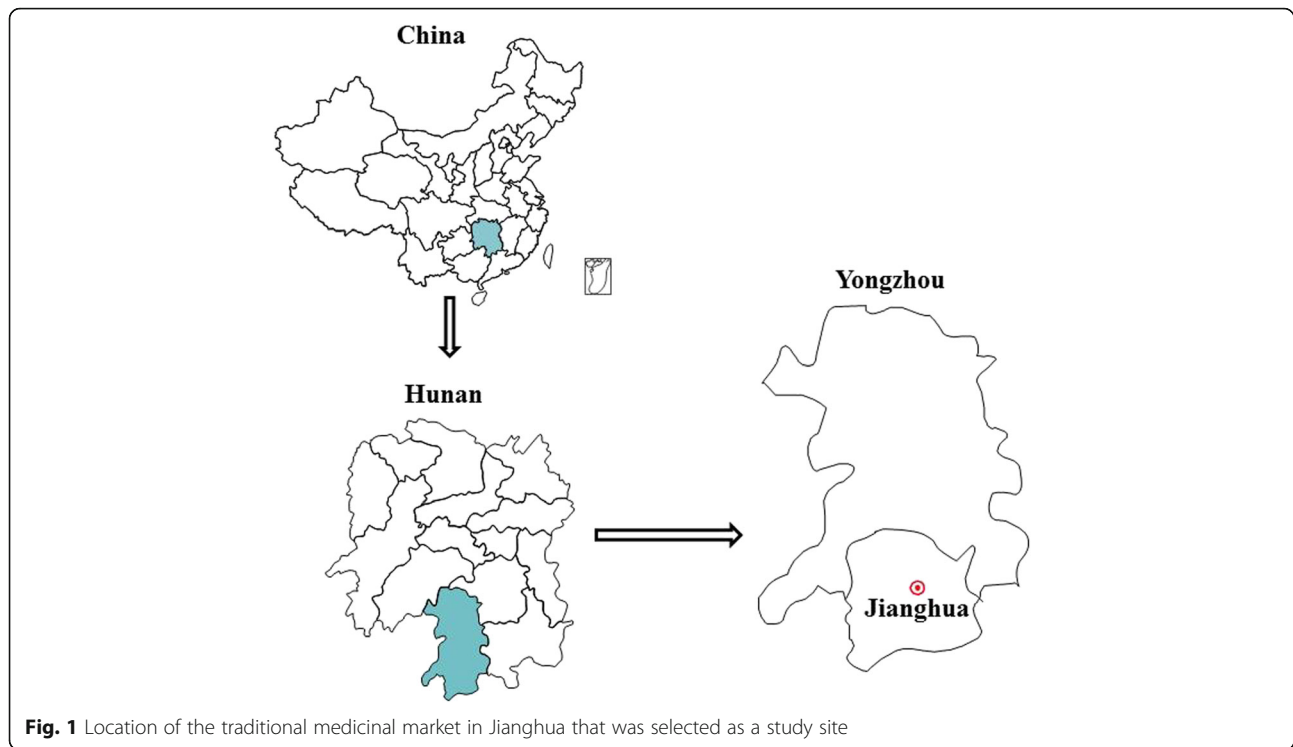 China
Yongzhou
Hunan
Jianghua
Fig. 1 Location of the traditional medicinal market in Jianghua that was selected as a study site